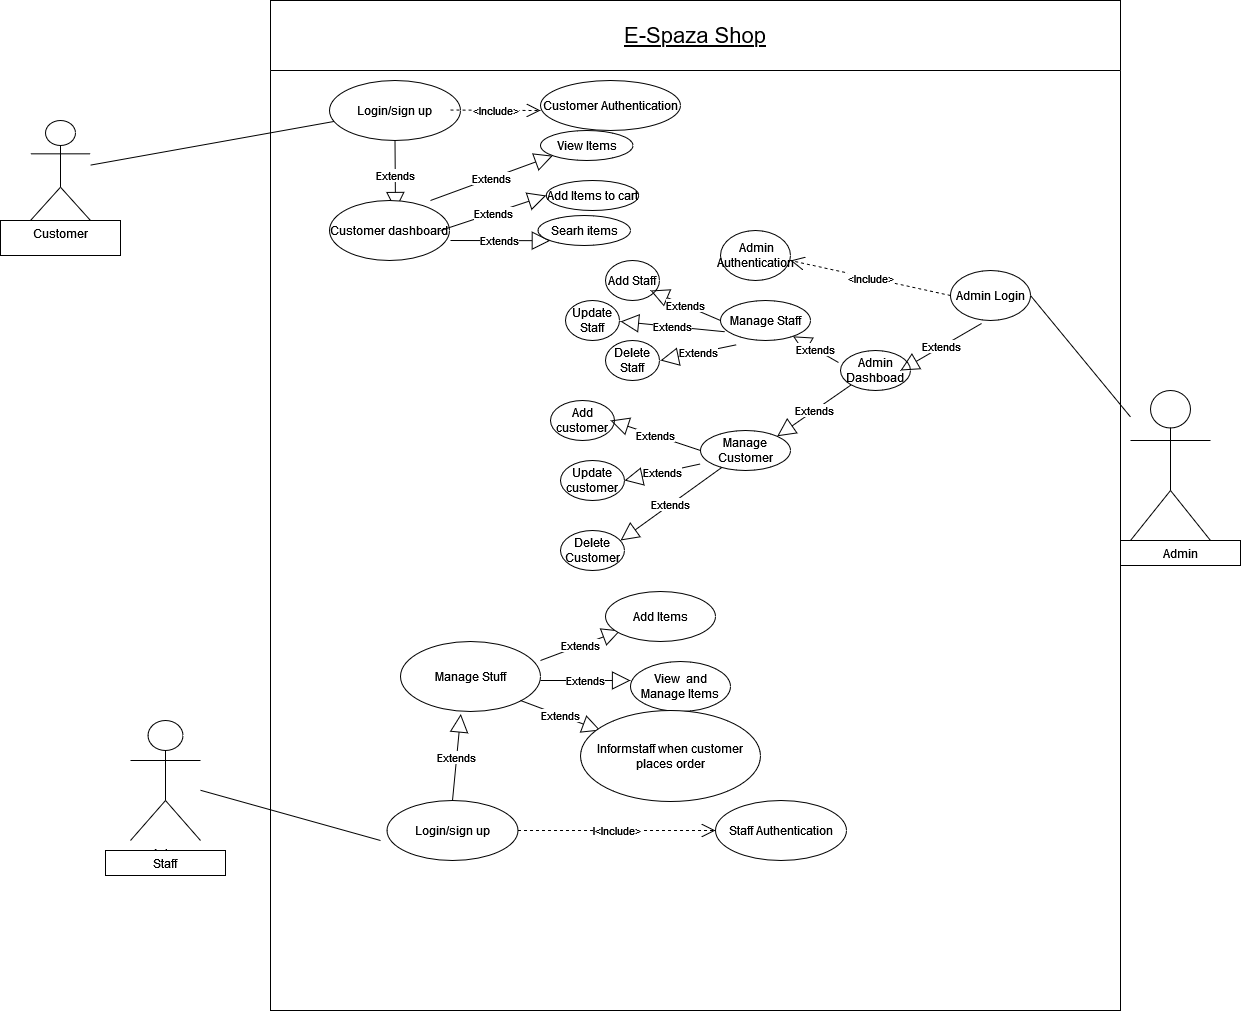 E-Spaza Shop
Login/sign up
<Include>
Customer Authentication
View Items
Extends
Extends
Add Items to cart
Extends
Customer dashboard
Searh items
Extends
Customer
Admin
Authentication
<Include>
Admin Login
Add Staff
Extends
Update
Staff
Extends
Manage Staff
Delete
Staff
Extends
Extends
Extends
Admin
Dashboad
Extends
Add
customer
Extends
Manage
Customer
Update
customer
Extends
Extends
Delete
Customer
Admin
Add Items
Extends
Manage Stuff
Extends
View  and
Manage Items
Extends
Informstaff when customer
places order
Extends
Login/sign up
<Include>
Staff Authentication
Staff